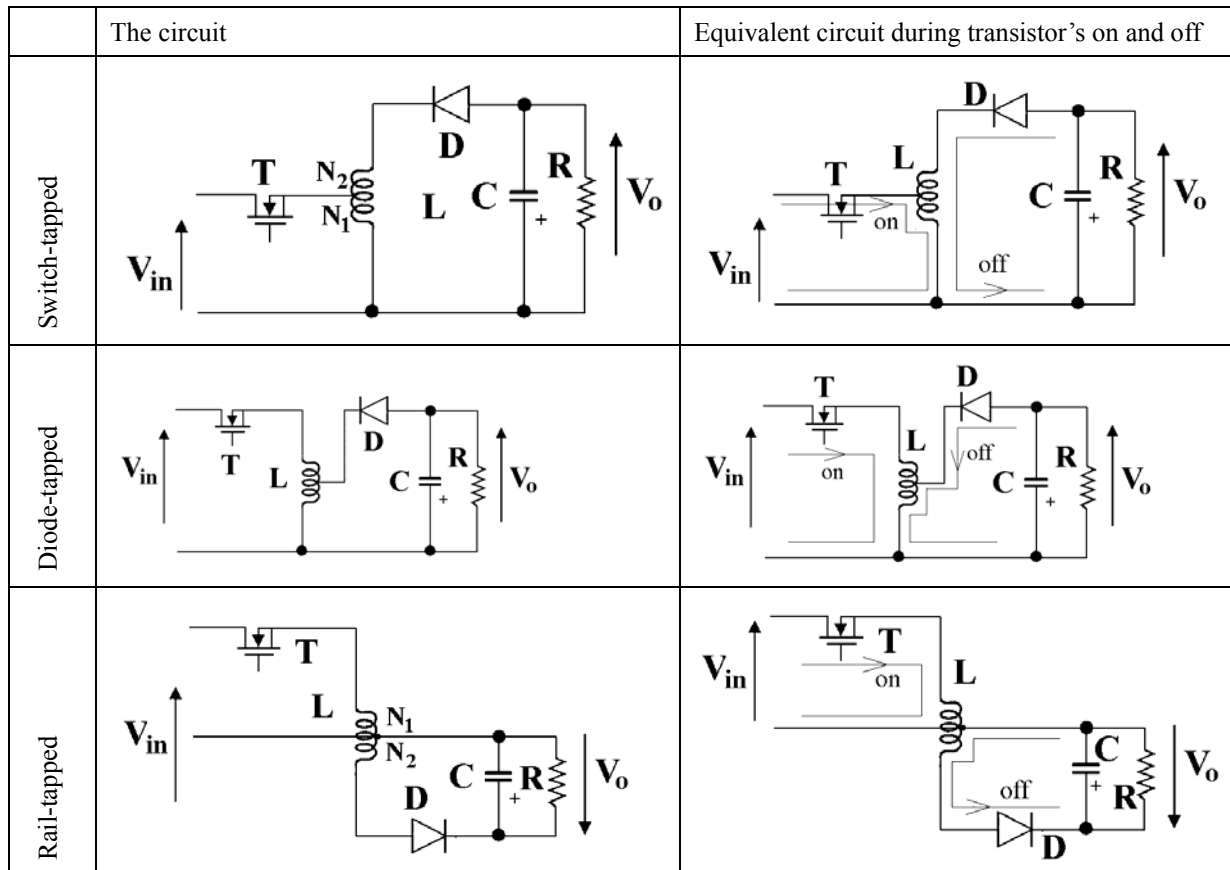 The circuit
Equivalent circuit during transistor’s on and off
Switch-tapped
T
N2
N1
L
D
C
+
R
Vo
Vin
D
L
T
on
off
C
+
R
Vo
Vin
Diode-tapped
T
D
L
C
+
R
Vo
Vin
T
D
L
on
off
C
+
R
Vo
Vin
Rail-tapped
T
L
N1
N2
C
+
R
D
Vo
Vin
T
L
on
off
C
+
R
D
Vo
Vin